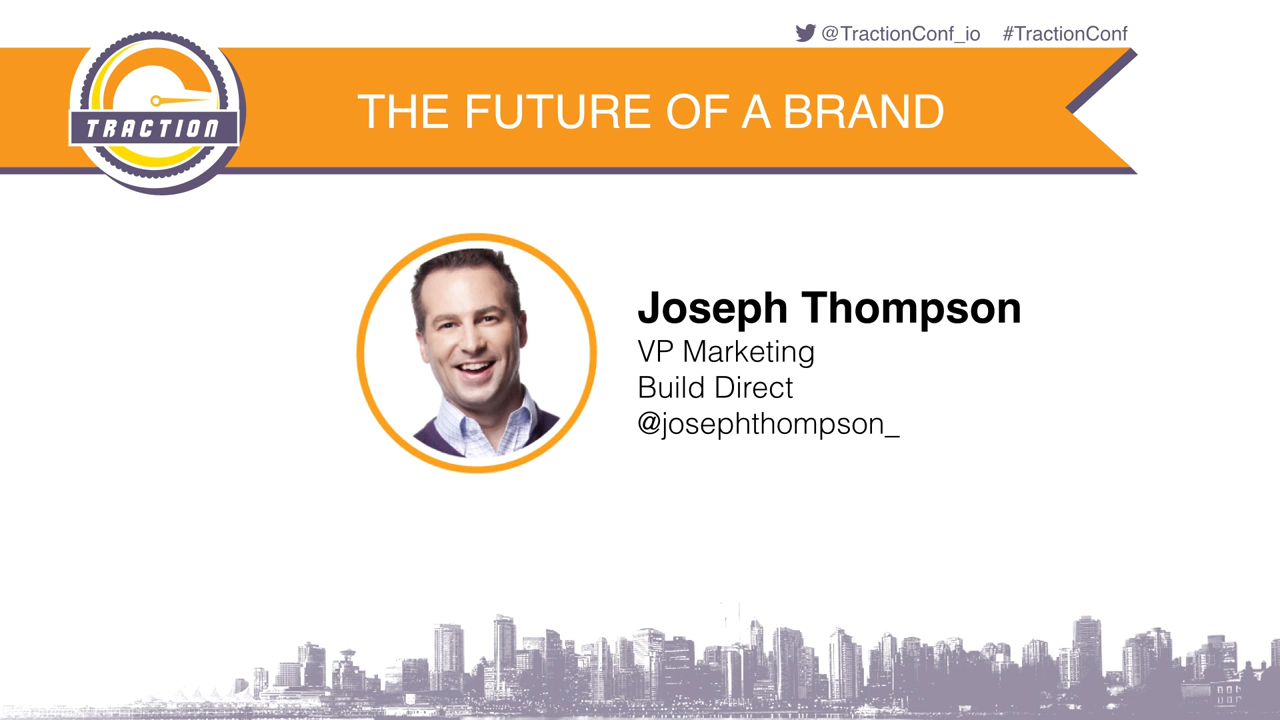 @TractionConf_io #TractionConf
TRACTION
THE FUTURE OF A BRAND
Joseph Thompson
VP Marketing
Build Direct
@josephthompson_